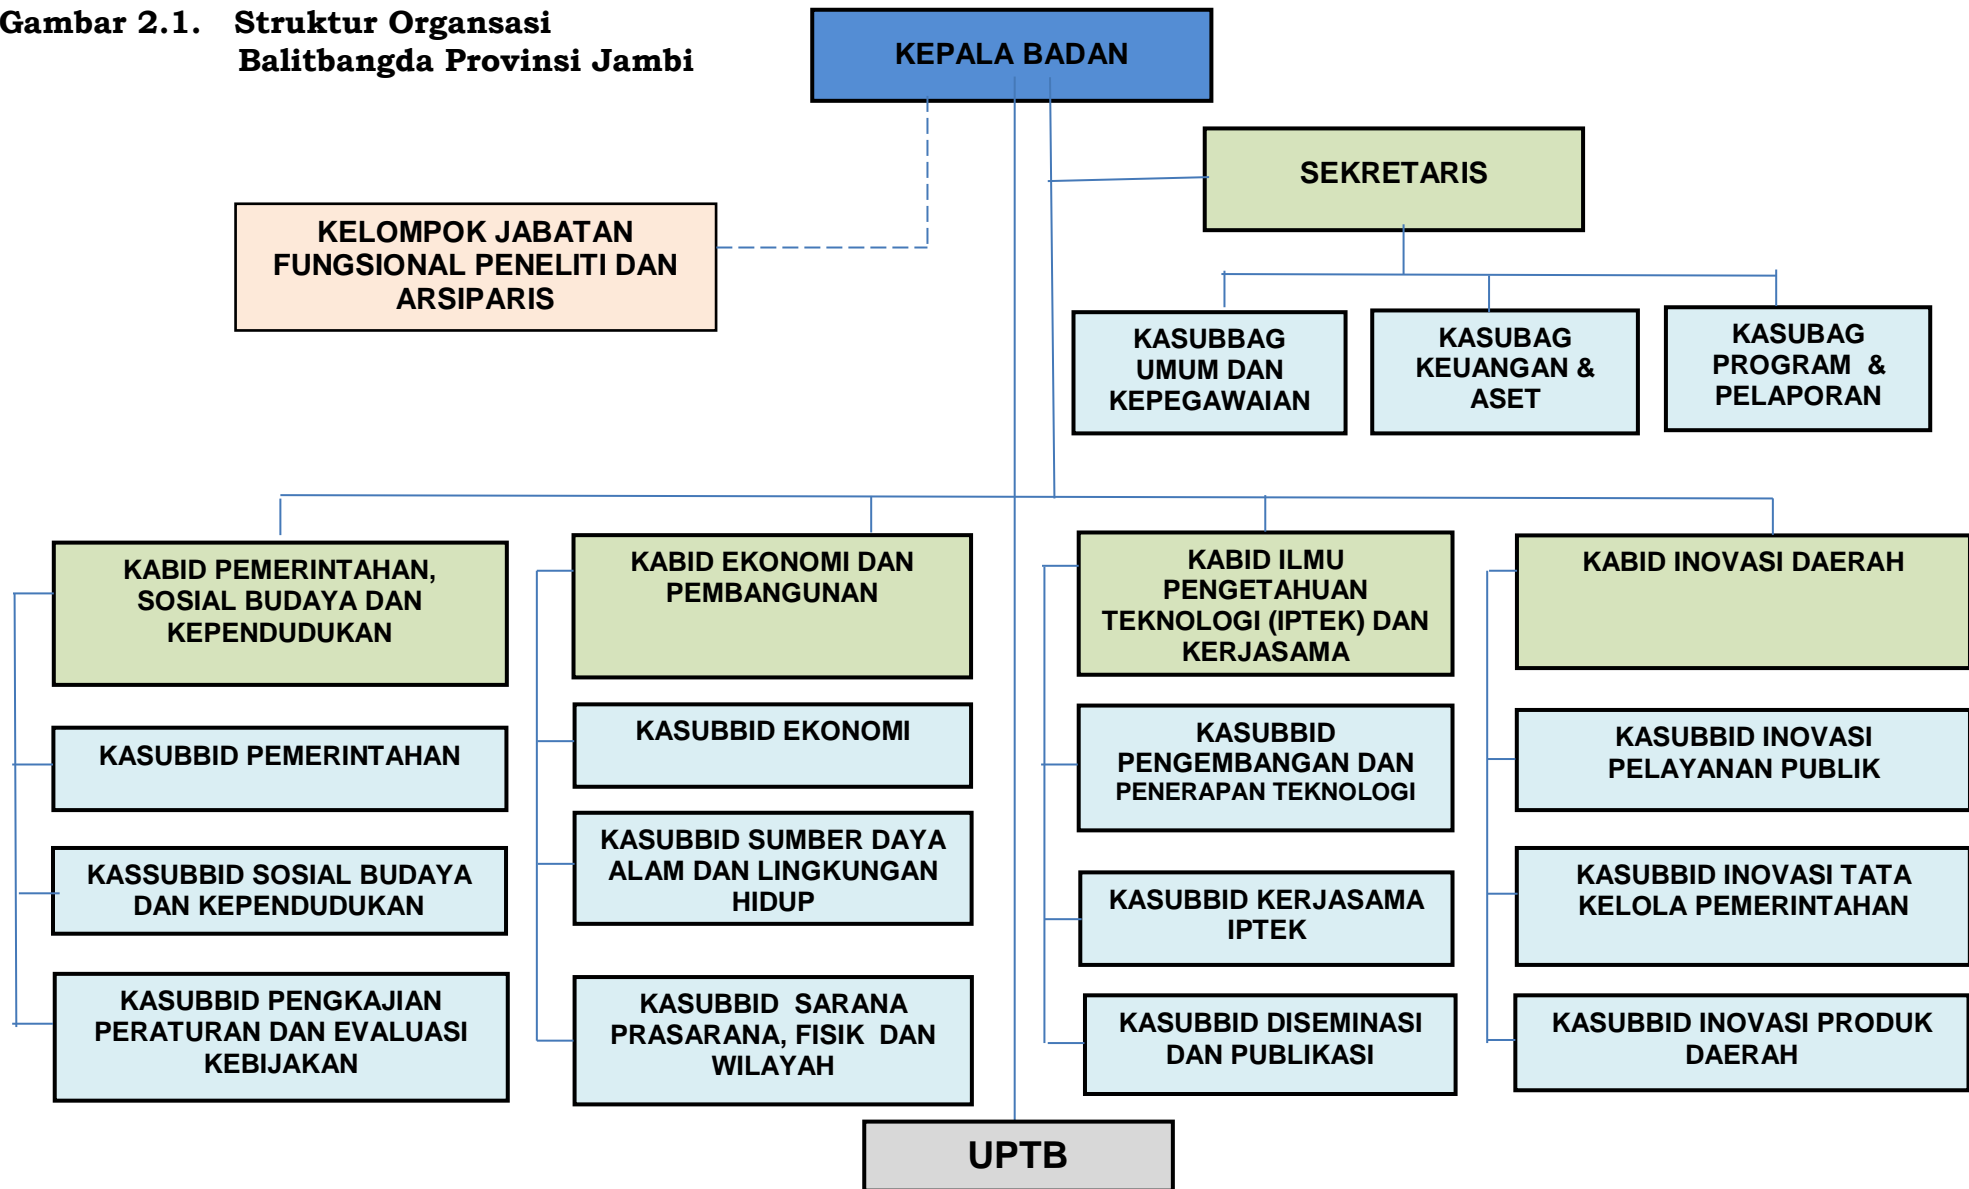 Gambar 2.1. Struktur Organsasi
Balitbangda Provinsi Jambi
KEPALA BADAN
SEKRETARIS
KELOMPOK JABATAN
FUNGSIONAL PENELITI DAN
ARSIPARIS
KASUBBAG
UMUM DAN
KEPEGAWAIAN
KASUBAG
KEUANGAN &
ASET
KASUBAG
PROGRAM &
PELAPORAN
KABID PEMERINTAHAN,
SOSIAL BUDAYA DAN
KEPENDUDUKAN
KASUBBID PEMERINTAHAN
KASSUBBID SOSIAL BUDAYA
DAN KEPENDUDUKAN
KASUBBID PENGKAJIAN
PERATURAN DAN EVALUASI
KEBIJAKAN
KABID EKONOMI DAN
PEMBANGUNAN
KASUBBID EKONOMI
KASUBBID SUMBER DAYA
ALAM DAN LINGKUNGAN
HIDUP
KASUBBID SARANA
PRASARANA, FISIK DAN
WILAYAH
KABID ILMU
PENGETAHUAN
TEKNOLOGI (IPTEK) DAN
KERJASAMA
KASUBBID
PENGEMBANGAN DAN
PENERAPAN TEKNOLOGI
KASUBBID KERJASAMA
IPTEK
KASUBBID DISEMINASI
DAN PUBLIKASI
KABID INOVASI DAERAH
KASUBBID INOVASI
PELAYANAN PUBLIK
KASUBBID INOVASI TATA
KELOLA PEMERINTAHAN
KASUBBID INOVASI PRODUK
DAERAH
UPTB